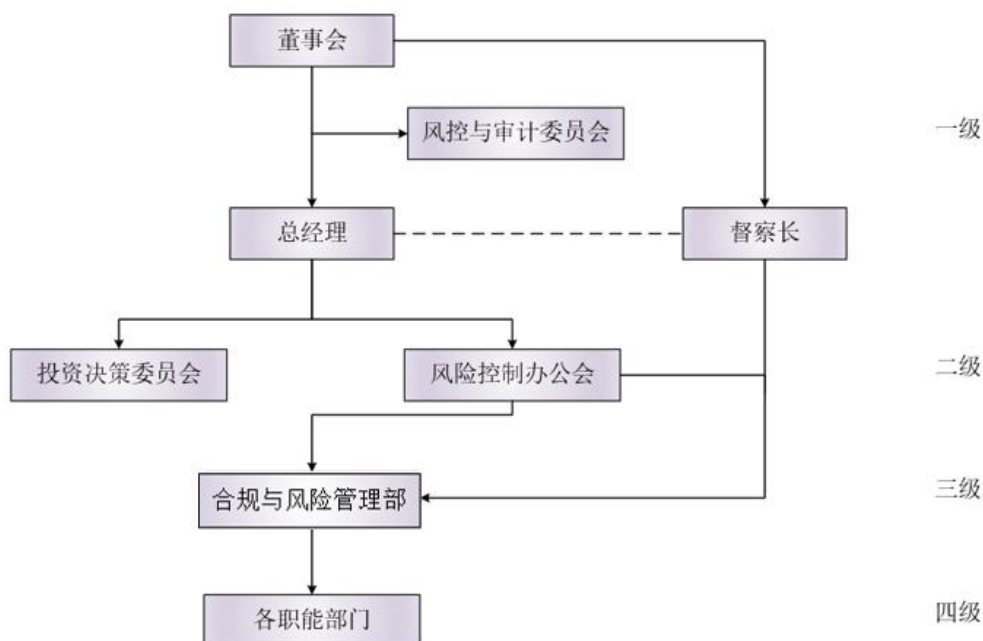 董事会
风控与审计委员会
一级
总经理
督察长
投资决策委员会
风险控制办公会
二级
合规与风险管理部
三级
各职能部门
四级